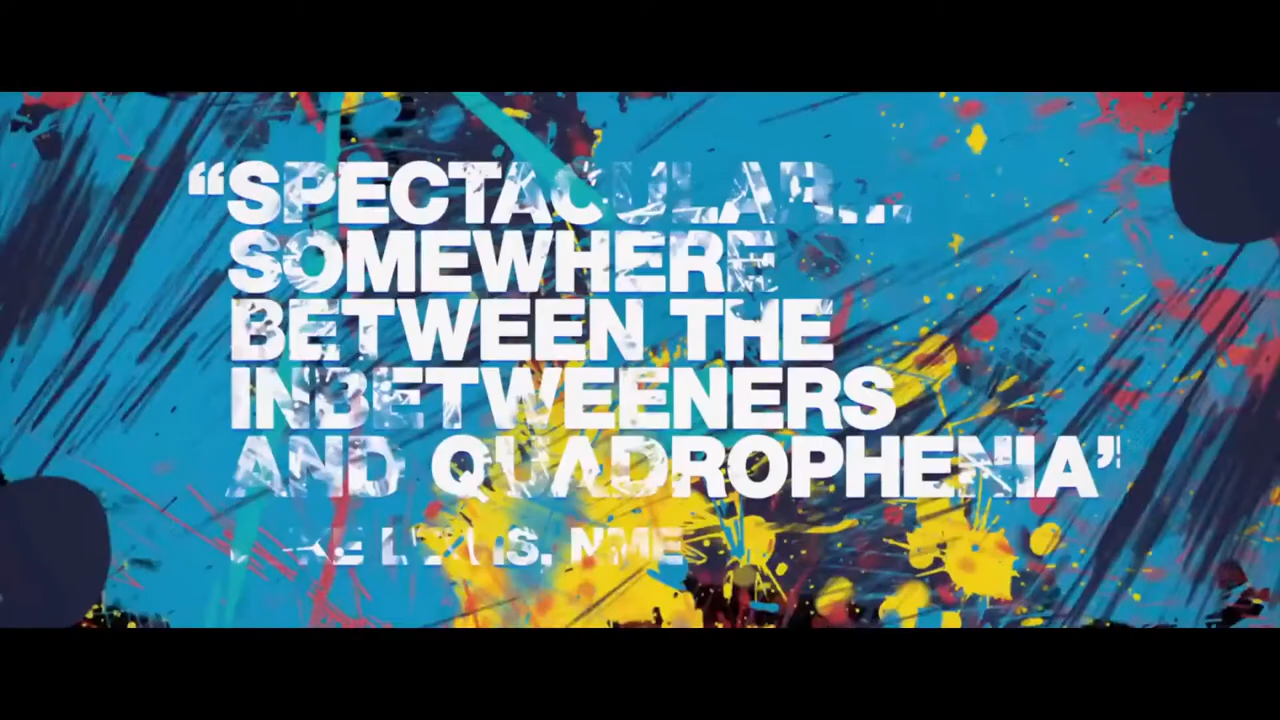 “SPECTACULAR...
SOMEWHERE
BETWEEN THE
INBETWEENERS
AND QUADROPHENIA”
NME